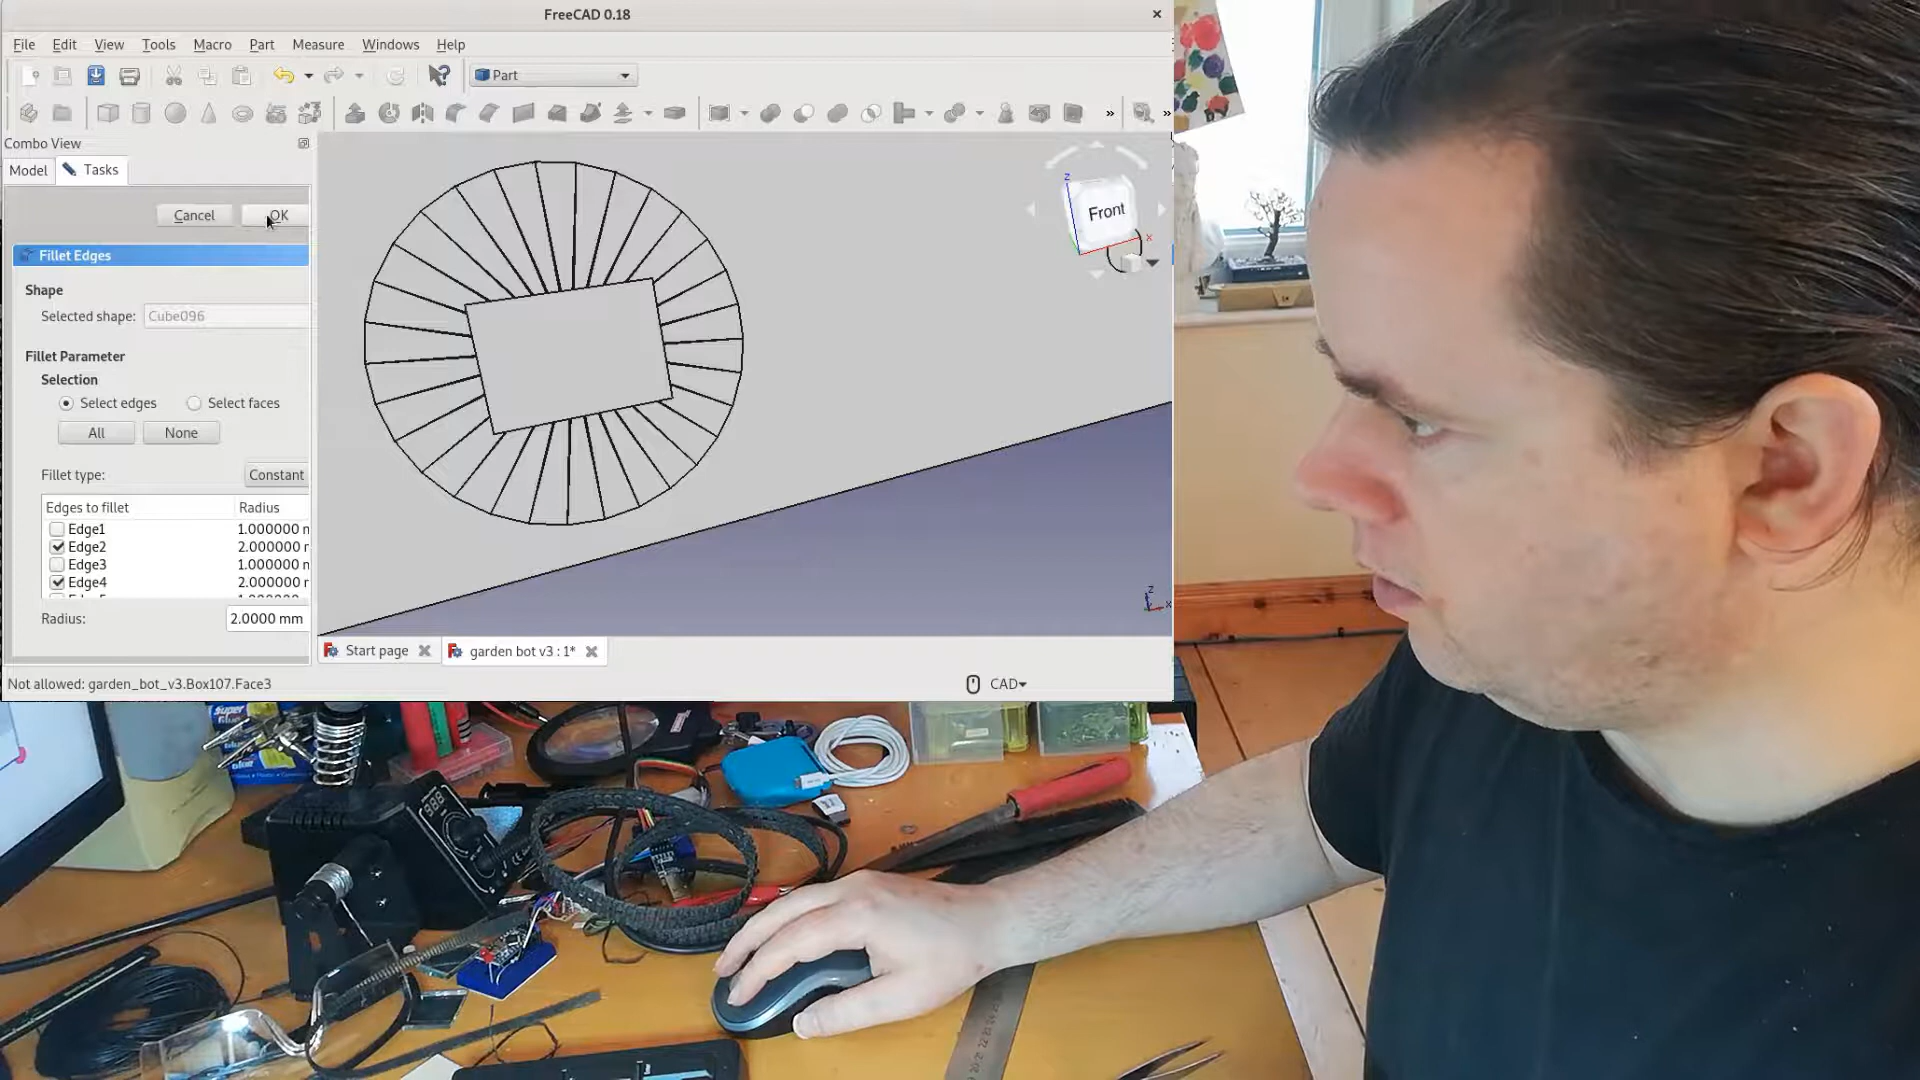 FreeCAD 0.18
File Edit View Tools Macro Part Measure Windows Help
Part
Combo View
Model Tasks
Cancel OK
Fillet Edges
Shape
Selected shape: Cube096
Fillet Parameter
Selection
Select edges Select faces
All None
Fillet type: Constant
Edges to fillet Radius
Edge1 1.000000
Edge2 2.000000
Edge3 1.000000
Edge4 2.000000
Radius: 2.0000 mm
Front
z
x
z
x
Start page garden bot v3 : 1*
Not allowed: garden_bot_v3.Box107.Face3 CAD
Super
glue